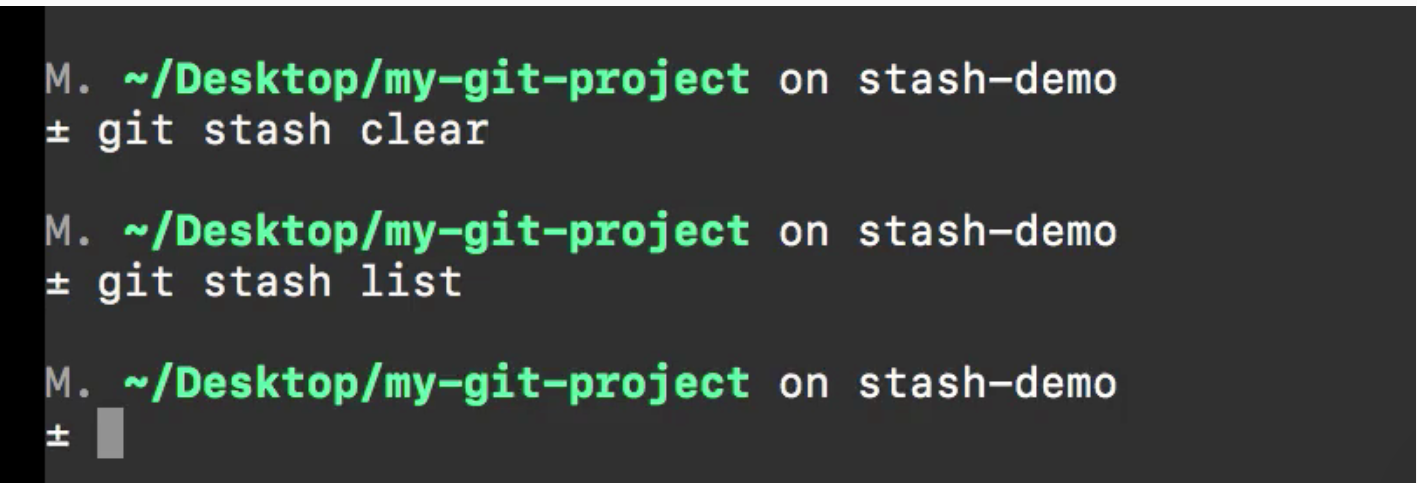 M. ~/Desktop/my-git-project on stash-demo
± git stash clear
M. ~/Desktop/my-git-project on stash-demo
± git stash list
M. ~/Desktop/my-git-project on stash-demo
±